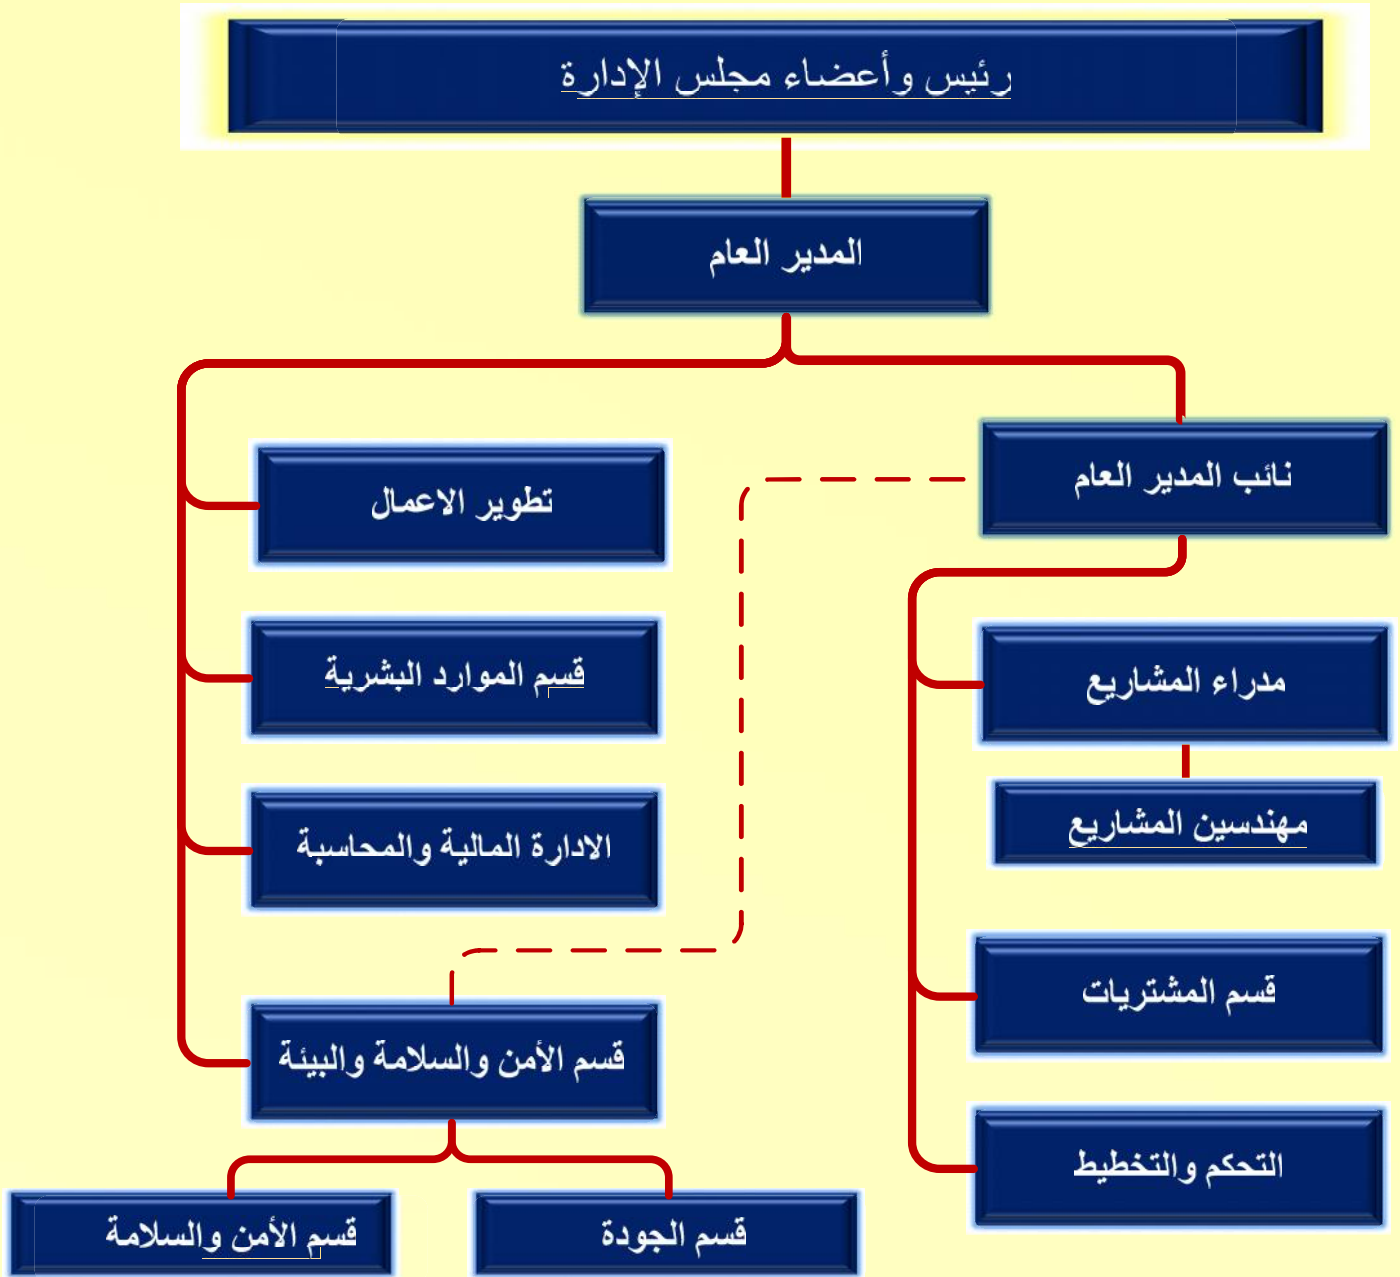 رئيس وأعضاء مجلس الإدارة
المدير العام
نائب المدير العام
تطوير الاعمال
قسم الموارد البشرية
مدراء المشاريع
مهندسين المشاريع
الادارة المالية والمحاسبة
قسم المشتريات
قسم الأمن والسلامة والبيئة
التحكم والتخطيط
قسم الجودة
قسم الأمن والسلامة